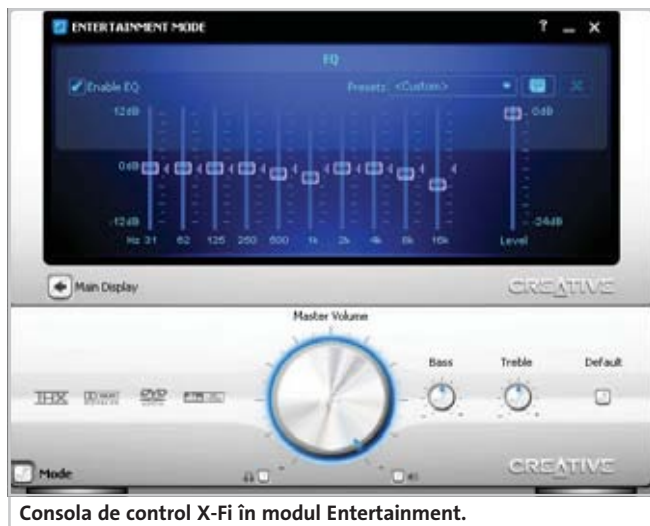 ENTERTAINMENT MODE ? _ X
EQ
Enable EQ Presets <Custom>
12dB 0dB
0dB
-12dB -24dB
Hz 31 62 125 250 500 1k 2k 4k 8k 16k Level
Main Display CREATIVE
Master Volume
Bass Treble Default
THX
Mode CREATIVE
Consola de control X-Fi în modul Entertainment.